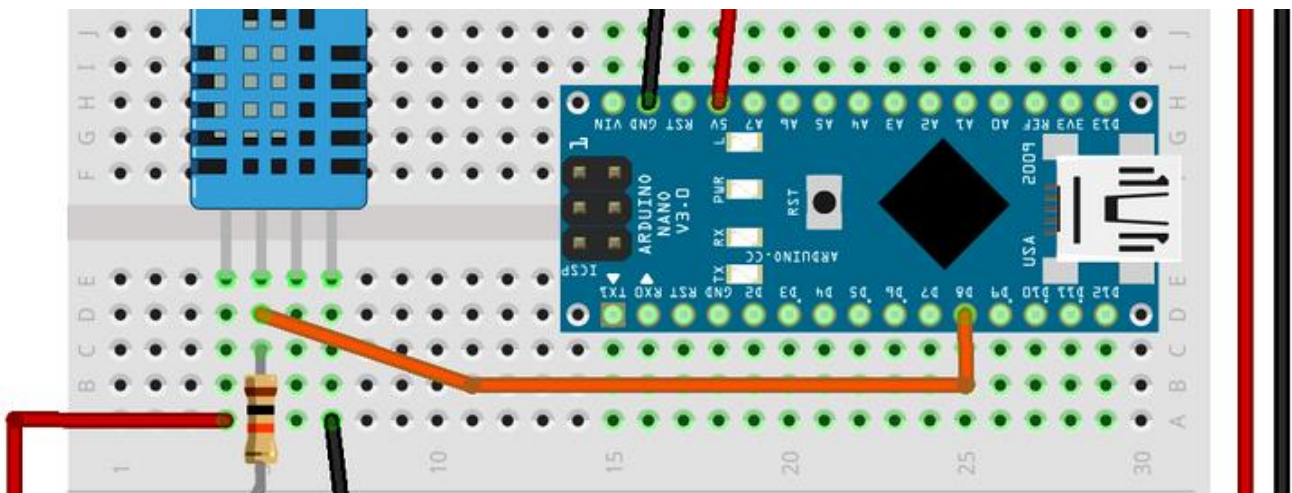 J J
I I
H H
G G
F
E E
D D
C C
B B
A A
1 10 15 20 25 30
VIN GND RST 5V A7 A6 A5 A4 A3 A2 A1 A0 REF 3V3 D13
1
L
PWR
RX
TX
RST
ARDUINO
NANO
V3.0
ICSP
ARDUINO.CC
2009
USA
TX1 RX0 RST GND D2 D3 D4 D5 D6 D7 D8 D9 D10 D11 D12